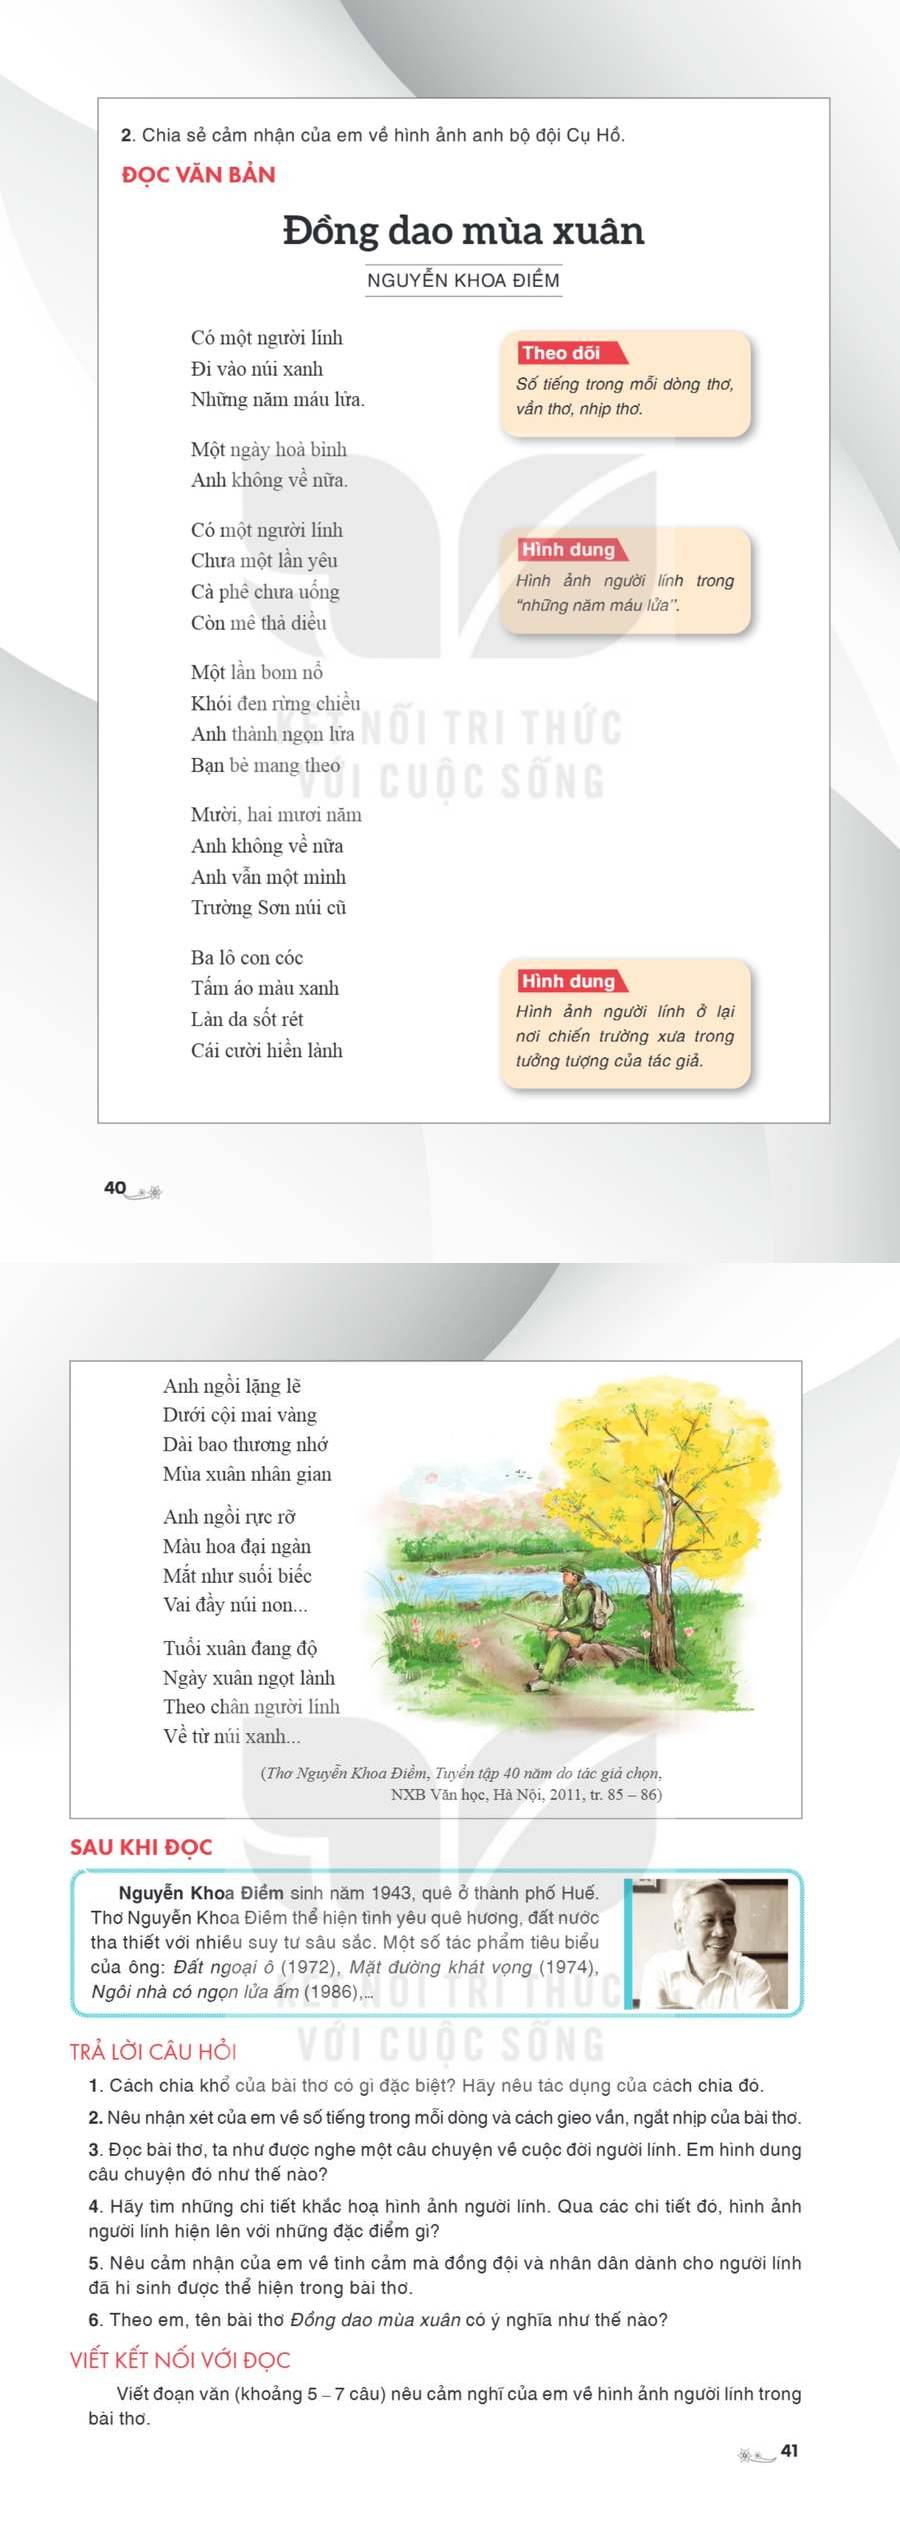 2. Chia sẻ cảm nhận của em về hình ảnh anh bộ đội Cụ Hồ.
ĐỌC VĂN BẢN
Đồng dao mùa xuân
NGUYỄN KHOA ĐIỀM
Có một người lính
Đi vào núi xanh
Những năm máu lửa.
Theo dõi
Số tiếng trong mỗi dòng thơ,
vần thơ, nhịp thơ.
Một ngày hoà bình
Anh không về nữa.
Có một người lính
Chưa một lần yêu
Cà phê chưa uống
Còn mê thả diều
Hình dung
Hình ảnh người lính trong
“những năm máu lửa”.
Một lần bom nổ
Khói đen rừng chiều
Anh thành ngọn lửa
Bạn bè mang theo
KẾT NỐI TRI THỨC
VỚI CUỘC SỐNG
Mười, hai mươi năm
Anh không về nữa
Anh vẫn một mình
Trường Sơn núi cũ
Ba lô con cóc
Tấm áo màu xanh
Làn da sốt rét
Cái cười hiền lành
Hình dung
Hình ảnh người lính ở lại
nơi chiến trường xưa trong
tưởng tượng của tác giả.
40
Anh ngồi lặng lẽ
Dưới cội mai vàng
Dài bao thương nhớ
Mùa xuân nhân gian
Anh ngồi rực rỡ
Màu hoa đại ngàn
Mắt như suối biếc
Vai đầy núi non...
Tuổi xuân đang độ
Ngày xuân ngọt lành
Theo chân người lính
Về từ núi xanh...
(Thơ Nguyễn Khoa Điềm, Tuyển tập 40 năm do tác giả chọn,
NXB Văn học, Hà Nội, 2011, tr. 85 – 86)
SAU KHI ĐỌC
Nguyễn Khoa Điềm sinh năm 1943, quê ở thành phố Huế.
Thơ Nguyễn Khoa Điềm thể hiện tình yêu quê hương, đất nước
tha thiết với nhiều suy tư sâu sắc. Một số tác phẩm tiêu biểu
của ông: Đất ngoại ô (1972), Mặt đường khát vọng (1974),
Ngôi nhà có ngọn lửa ấm (1986),...
KẾT NỐI TRI THỨC
VỚI CUỘC SỐNG
TRẢ LỜI CÂU HỎI
1. Cách chia khổ của bài thơ có gì đặc biệt? Hãy nêu tác dụng của cách chia đó.
2. Nêu nhận xét của em về số tiếng trong mỗi dòng và cách gieo vần, ngắt nhịp của bài thơ.
3. Đọc bài thơ, ta như được nghe một câu chuyện về cuộc đời người lính. Em hình dung
câu chuyện đó như thế nào?
4. Hãy tìm những chi tiết khắc hoạ hình ảnh người lính. Qua các chi tiết đó, hình ảnh
người lính hiện lên với những đặc điểm gì?
5. Nêu cảm nhận của em về tình cảm mà đồng đội và nhân dân dành cho người lính
đã hi sinh được thể hiện trong bài thơ.
6. Theo em, tên bài thơ Đồng dao mùa xuân có ý nghĩa như thế nào?
VIẾT KẾT NỐI VỚI ĐỌC
Viết đoạn văn (khoảng 5 – 7 câu) nêu cảm nghĩ của em về hình ảnh người lính trong
bài thơ.
41